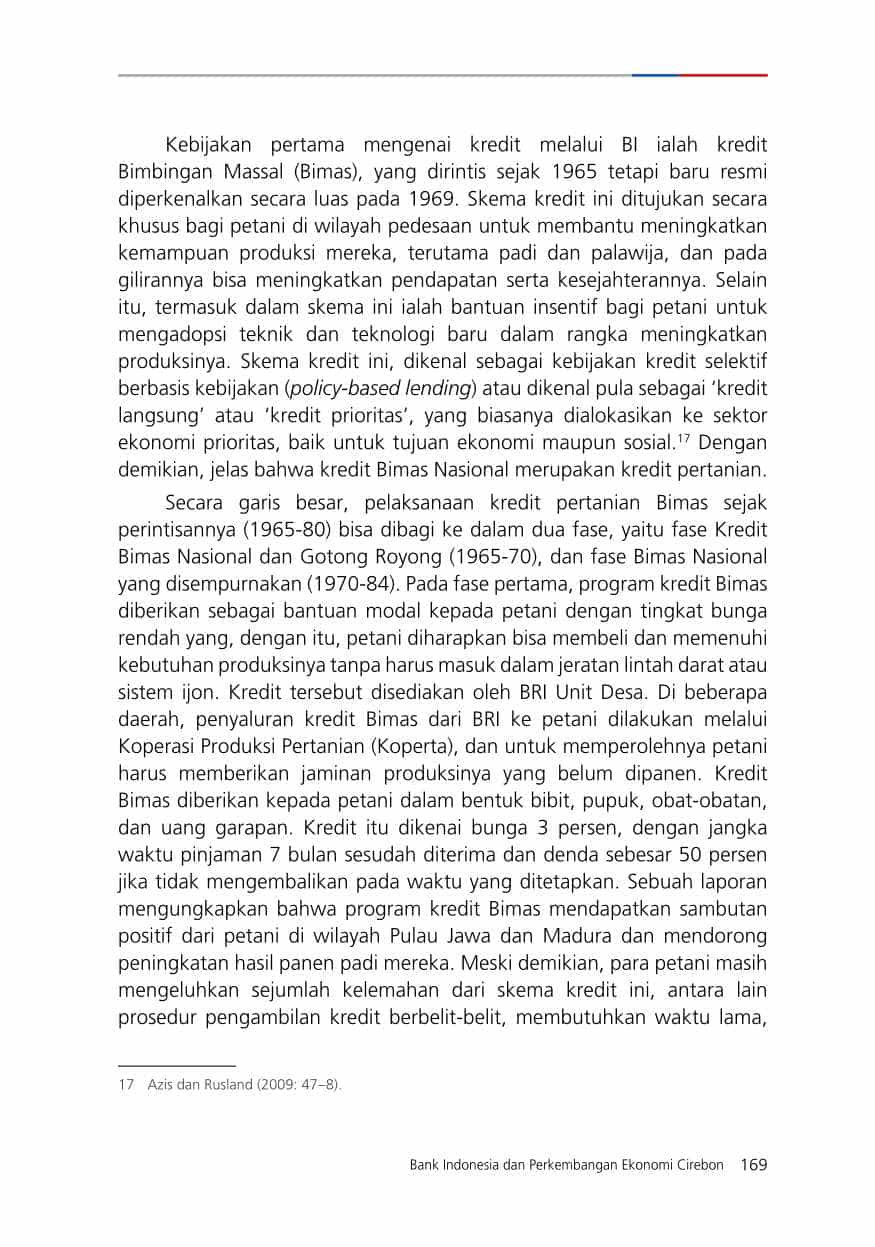 Kebijakan pertama mengenai kredit melalui BI ialah kredit
Bimbingan Massal (Bimas), yang dirintis sejak 1965 tetapi baru resmi
diperkenalkan secara luas pada 1969. Skema kredit ini ditujukan secara
khusus bagi petani di wilayah pedesaan untuk membantu meningkatkan
kemampuan produksi mereka, terutama padi dan palawija, dan pada
gilirannya bisa meningkatkan pendapatan serta kesejahterannya. Selain
itu, termasuk dalam skema ini ialah bantuan insentif bagi petani untuk
mengadopsi teknik dan teknologi baru dalam rangka meningkatkan
produksinya. Skema kredit ini, dikenal sebagai kebijakan kredit selektif
berbasis kebijakan (policy-based lending) atau dikenal pula sebagai ‘kredit
langsung’ atau ‘kredit prioritas’, yang biasanya dialokasikan ke sektor
ekonomi prioritas, baik untuk tujuan ekonomi maupun sosial.17 Dengan
demikian, jelas bahwa kredit Bimas Nasional merupakan kredit pertanian.
Secara garis besar, pelaksanaan kredit pertanian Bimas sejak
perintisannya (1965-80) bisa dibagi ke dalam dua fase, yaitu fase Kredit
Bimas Nasional dan Gotong Royong (1965-70), dan fase Bimas Nasional
yang disempurnakan (1970-84). Pada fase pertama, program kredit Bimas
diberikan sebagai bantuan modal kepada petani dengan tingkat bunga
rendah yang, dengan itu, petani diharapkan bisa membeli dan memenuhi
kebutuhan produksinya tanpa harus masuk dalam jeratan lintah darat atau
sistem ijon. Kredit tersebut disediakan oleh BRI Unit Desa. Di beberapa
daerah, penyaluran kredit Bimas dari BRI ke petani dilakukan melalui
Koperasi Produksi Pertanian (Koperta), dan untuk memperolehnya petani
harus memberikan jaminan produksinya yang belum dipanen. Kredit
Bimas diberikan kepada petani dalam bentuk bibit, pupuk, obat-obatan,
dan uang garapan. Kredit itu dikenai bunga 3 persen, dengan jangka
waktu pinjaman 7 bulan sesudah diterima dan denda sebesar 50 persen
jika tidak mengembalikan pada waktu yang ditetapkan. Sebuah laporan
mengungkapkan bahwa program kredit Bimas mendapatkan sambutan
positif dari petani di wilayah Pulau Jawa dan Madura dan mendorong
peningkatan hasil panen padi mereka. Meski demikian, para petani masih
mengeluhkan sejumlah kelemahan dari skema kredit ini, antara lain
prosedur pengambilan kredit berbelit-belit, membutuhkan waktu lama,
17 Azis dan Rusland (2009: 47–8).
Bank Indonesia dan Perkembangan Ekonomi Cirebon 169